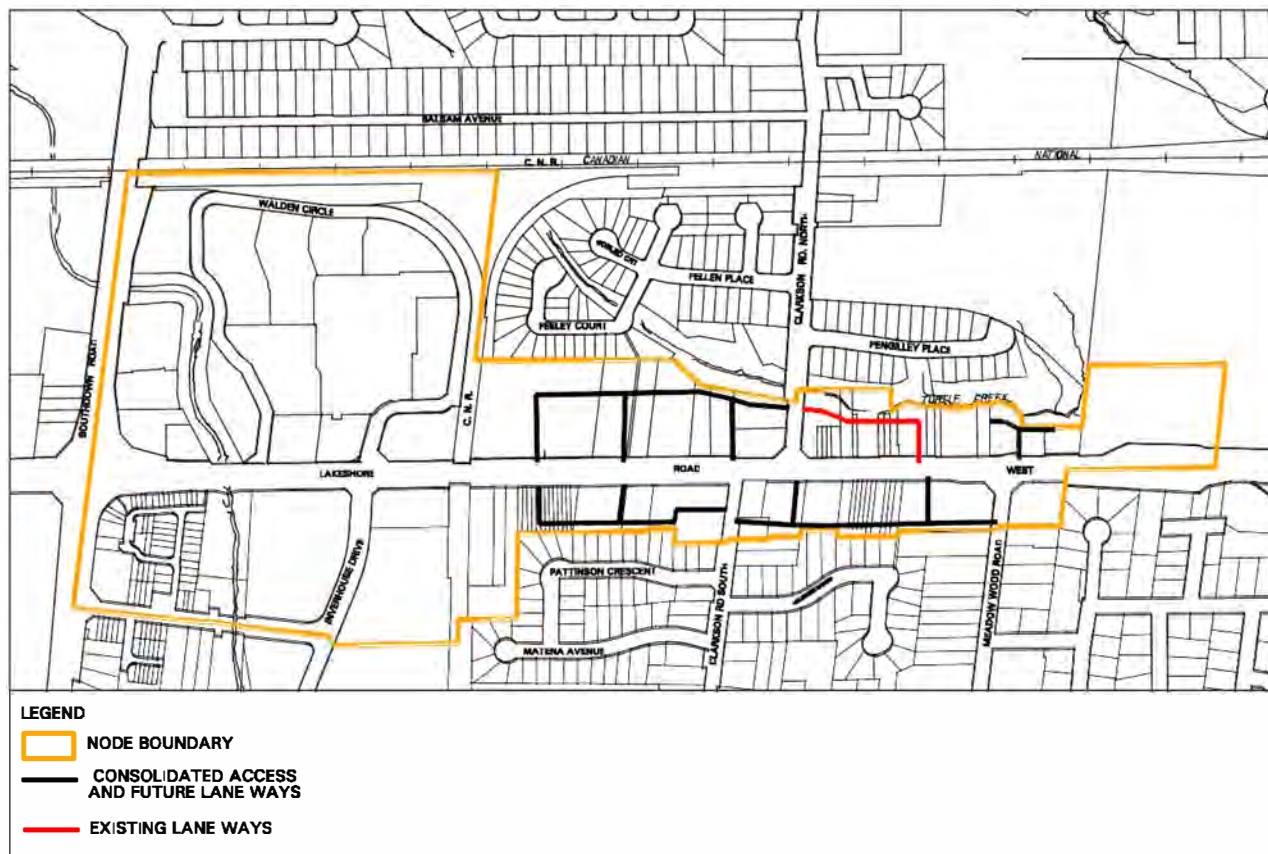 BALSAM AVENUE
C. N. R.
CANADIAN
NATIONAL
WALDEN CIRCLE
CLARKSON RD. NORTH
FELLEN PLACE
FEELEY COURT
PENGILLEY PLACE
SOUTHDOWN ROAD
C. N. R.
TURTLE CREEK
LAKESHORE
ROAD
WEST
RIVERHOUSE DRIVE
PATTINSON CRESCENT
CLARKSON RD SOUTH
MEADOW WOOD ROAD
MATENA AVENUE
LEGEND
NODE BOUNDARY
CONSOLIDATED ACCESS
AND FUTURE LANE WAYS
EXISTING LANE WAYS